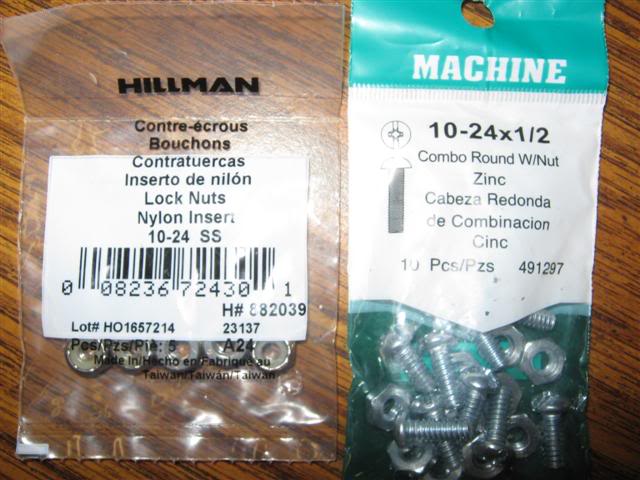 HILLMAN
Contre-écrous
Bouchons
Contratuercas
Inserto de nilón
Lock Nuts
Nylon Insert
10-24 SS
0 08236 72430 1
H# 882039
Lot# HO1657214 23137
Pcs/Pzs/Piè: 5 A24
Made In/Hecho en/Fabriqué au
Taiwan/Taiwán/Taiwan
MACHINE
10-24x1/2
Combo Round W/Nut
Zinc
Cabeza Redonda
de Combinacion
Cinc
10 Pcs/Pzs 491297